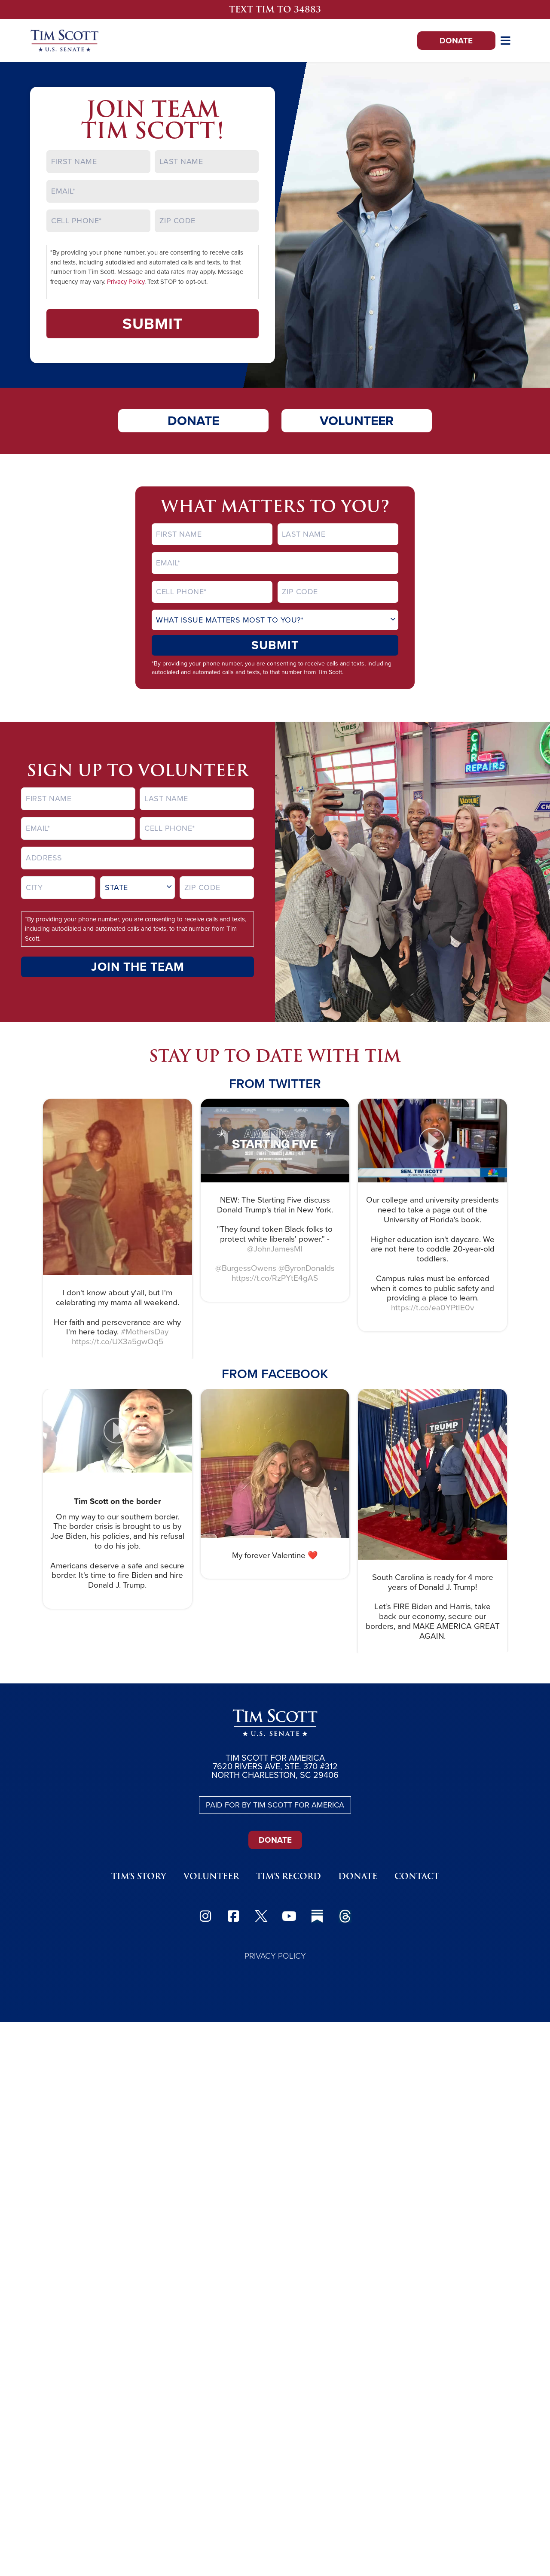 TEXT TIM TO 34883
TIM SCOTT
U.S. SENATE
DONATE
JOIN TEAM
TIM SCOTT!
FIRST NAME
LAST NAME
EMAIL*
CELL PHONE*
ZIP CODE
*By providing your phone number, you are consenting to receive calls
and texts, including autodialed and automated calls and texts, to that
number from Tim Scott. Message and data rates may apply. Message
frequency may vary. Privacy Policy. Text STOP to opt-out.
SUBMIT
DONATE
VOLUNTEER
WHAT MATTERS TO YOU?
FIRST NAME
LAST NAME
EMAIL*
CELL PHONE*
ZIP CODE
WHAT ISSUE MATTERS MOST TO YOU?*
SUBMIT
*By providing your phone number, you are consenting to receive calls and texts, including
autodialed and automated calls and texts, to that number from Tim Scott.
SIGN UP TO VOLUNTEER
FIRST NAME
LAST NAME
EMAIL*
CELL PHONE*
ADDRESS
CITY
STATE
ZIP CODE
*By providing your phone number, you are consenting to receive calls and texts,
including autodialed and automated calls and texts, to that number from Tim
Scott.
JOIN THE TEAM
TIRES
CAR
REPAIRS
VALVOLINE
STAY UP TO DATE WITH TIM
FROM TWITTER
I don't know about y'all, but I'm
celebrating my mama all weekend.
Her faith and perseverance are why
I'm here today. #MothersDay
https://t.co/UX3a5gwOq5
STARTING FIVE
NEW: The Starting Five discuss
Donald Trump's trial in New York.
"They found token Black folks to
protect white liberals' power." -
@JohnJamesMI
@BurgessOwens @ByronDonalds
https://t.co/RzPYtE4gAS
SEN. TIM SCOTT
Our college and university presidents
need to take a page out of the
University of Florida's book.
Higher education isn't daycare. We
are not here to coddle 20-year-old
toddlers.
Campus rules must be enforced
when it comes to public safety and
providing a place to learn.
https://t.co/ea0YPtlE0v
FROM FACEBOOK
Tim Scott on the border
On my way to our southern border.
The border crisis is brought to us by
Joe Biden, his policies, and his refusal
to do his job.
Americans deserve a safe and secure
border. It's time to fire Biden and hire
Donald J. Trump.
My forever Valentine ❤️
TRUMP
South Carolina is ready for 4 more
years of Donald J. Trump!
Let's FIRE Biden and Harris, take
back our economy, secure our
borders, and MAKE AMERICA GREAT
AGAIN.
TIM SCOTT
U.S. SENATE
TIM SCOTT FOR AMERICA
7620 RIVERS AVE, STE. 370 #312
NORTH CHARLESTON, SC 29406
PAID FOR BY TIM SCOTT FOR AMERICA
DONATE
TIM'S STORY
VOLUNTEER
TIM'S RECORD
DONATE
CONTACT
PRIVACY POLICY